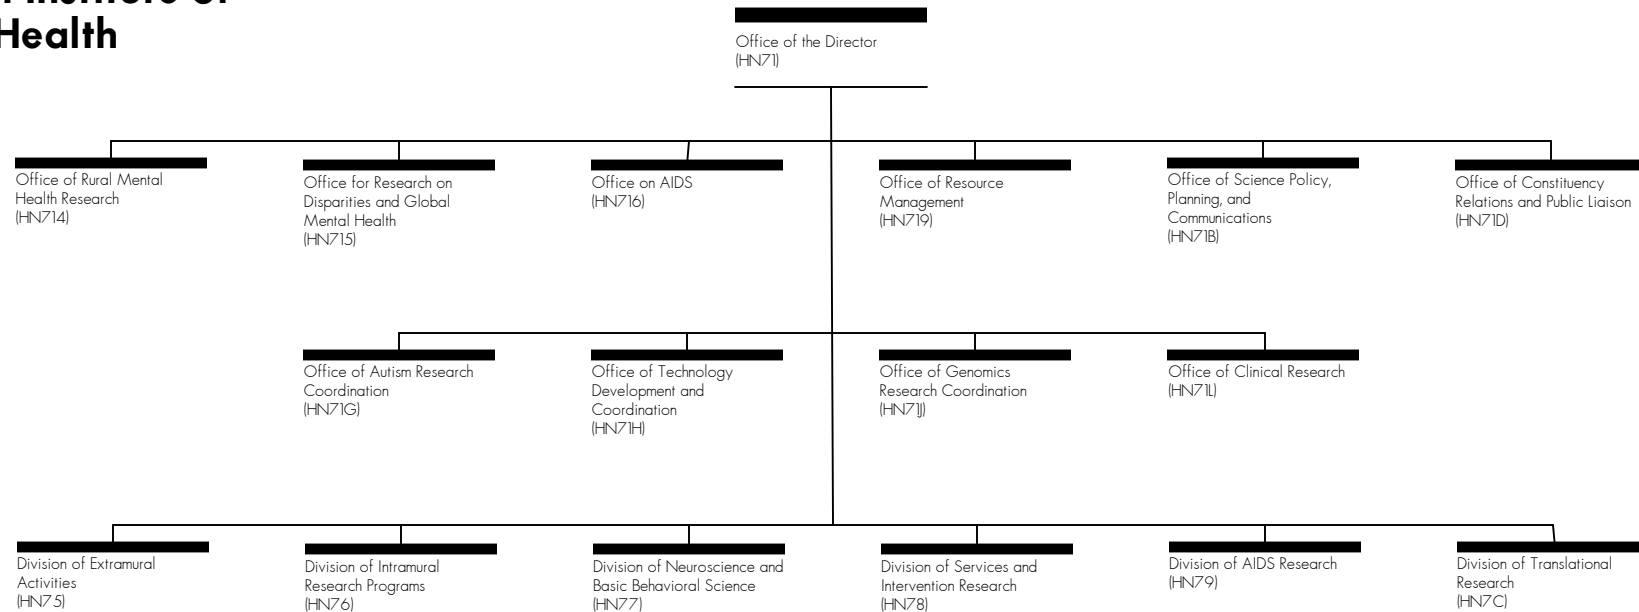 Health
Office of the Director
(HN71)
Office of Rural Mental
Health Research
(HN714)
Office for Research on
Disparities and Global
Mental Health
(HN715)
Office on AIDS
(HN716)
Office of Resource
Management
(HN719)
Office of Science Policy,
Planning, and
Communications
(HN71B)
Office of Constituency
Relations and Public Liaison
(HN71D)
Office of Autism Research
Coordination
(HN71G)
Office of Technology
Development and
Coordination
(HN71H)
Office of Genomics
Research Coordination
(HN71J)
Office of Clinical Research
(HN71L)
Division of Extramural
Activities
(HN75)
Division of Intramural
Research Programs
(HN76)
Division of Neuroscience and
Basic Behavioral Science
(HN77)
Division of Services and
Intervention Research
(HN78)
Division of AIDS Research
(HN79)
Division of Translational
Research
(HN7C)